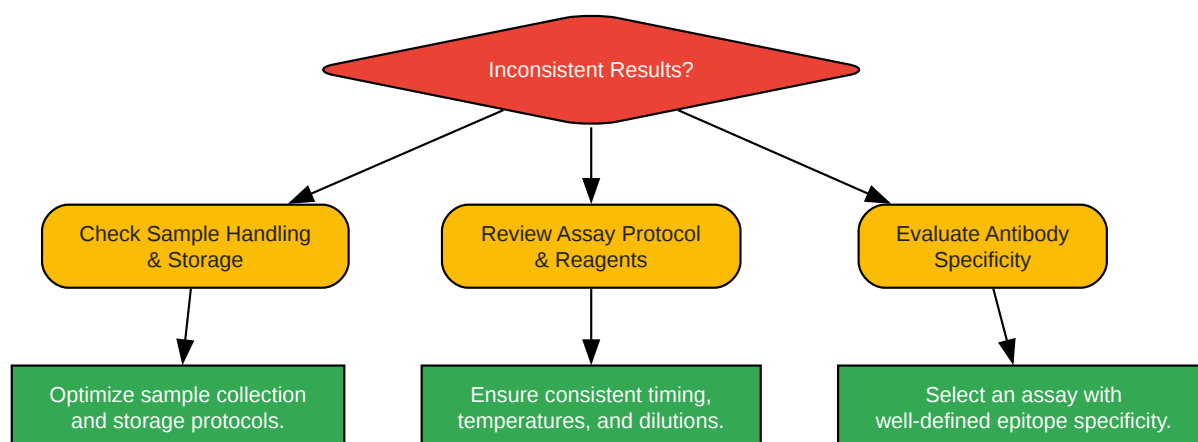 Inconsistent Results?
Check Sample Handling
& Storage
Review Assay Protocol
& Reagents
Evaluate Antibody
Specificity
Optimize sample collection
and storage protocols.
Ensure consistent timing,
temperatures, and dilutions.
Select an assay with
well-defined epitope specificity.